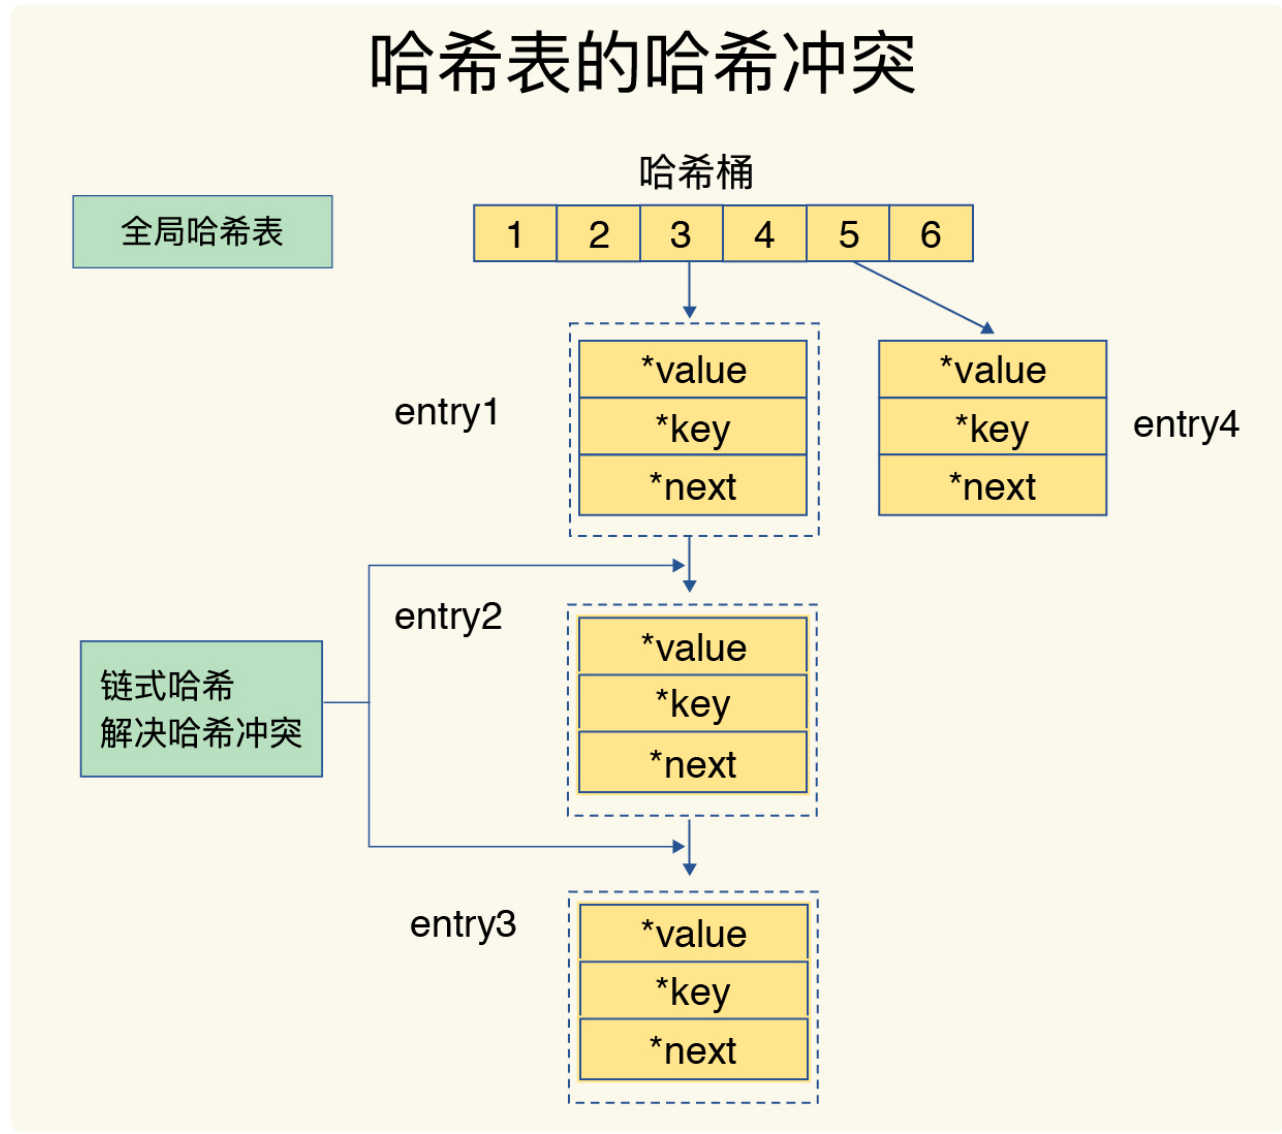 哈希表的哈希冲突
哈希桶
全局哈希表
1 2 3 4 5 6
entry1
*value
*key
*next
*value
*key
*next
entry4
entry2
*value
*key
*next
链式哈希
解决哈希冲突
entry3
*value
*key
*next